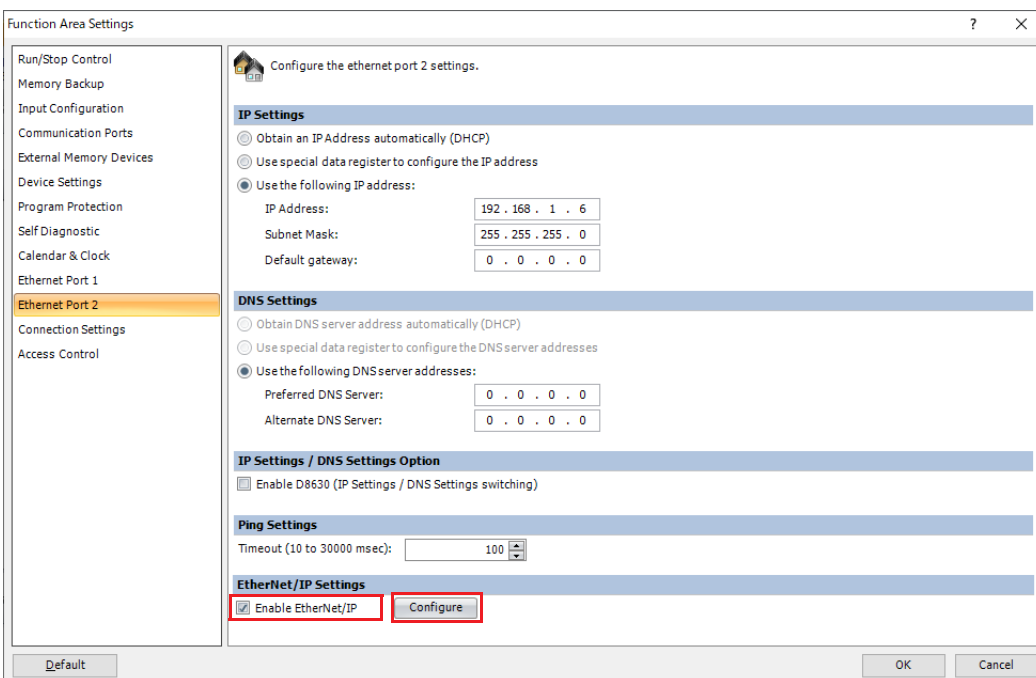 Function Area Settings
?
Run/Stop Control
Memory Backup
Input Configuration
Communication Ports
External Memory Devices
Device Settings
Program Protection
Self Diagnostic
Calendar & Clock
Ethernet Port 1
Ethernet Port 2
Connection Settings
Access Control
Configure the ethernet port 2 settings.
IP Settings
Obtain an IP Address automatically (DHCP)
Use special data register to configure the IP address
Use the following IP address:
IP Address: 192 . 168 . 1 . 6
Subnet Mask: 255 . 255 . 255 . 0
Default gateway: 0 . 0 . 0 . 0
DNS Settings
Obtain DNS server address automatically (DHCP)
Use special data register to configure the DNS server addresses
Use the following DNS server addresses:
Preferred DNS Server: 0 . 0 . 0 . 0
Alternate DNS Server: 0 . 0 . 0 . 0
IP Settings / DNS Settings Option
Enable D8630 (IP Settings / DNS Settings switching)
Ping Settings
Timeout (10 to 30000 msec): 100
EtherNet/IP Settings
Enable EtherNet/IP Configure
Default OK Cancel